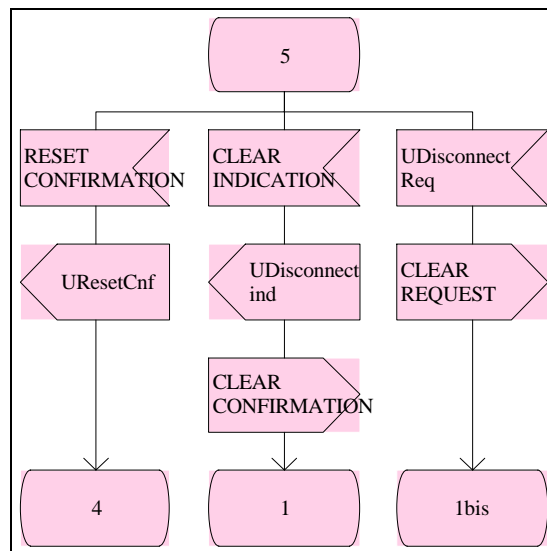 5
RESET
CONFIRMATION
CLEAR
INDICATION
UDisconnect
Req
UResetCnf
UDisconnect
ind
CLEAR
REQUEST
CLEAR
CONFIRMATION
4
1
1bis